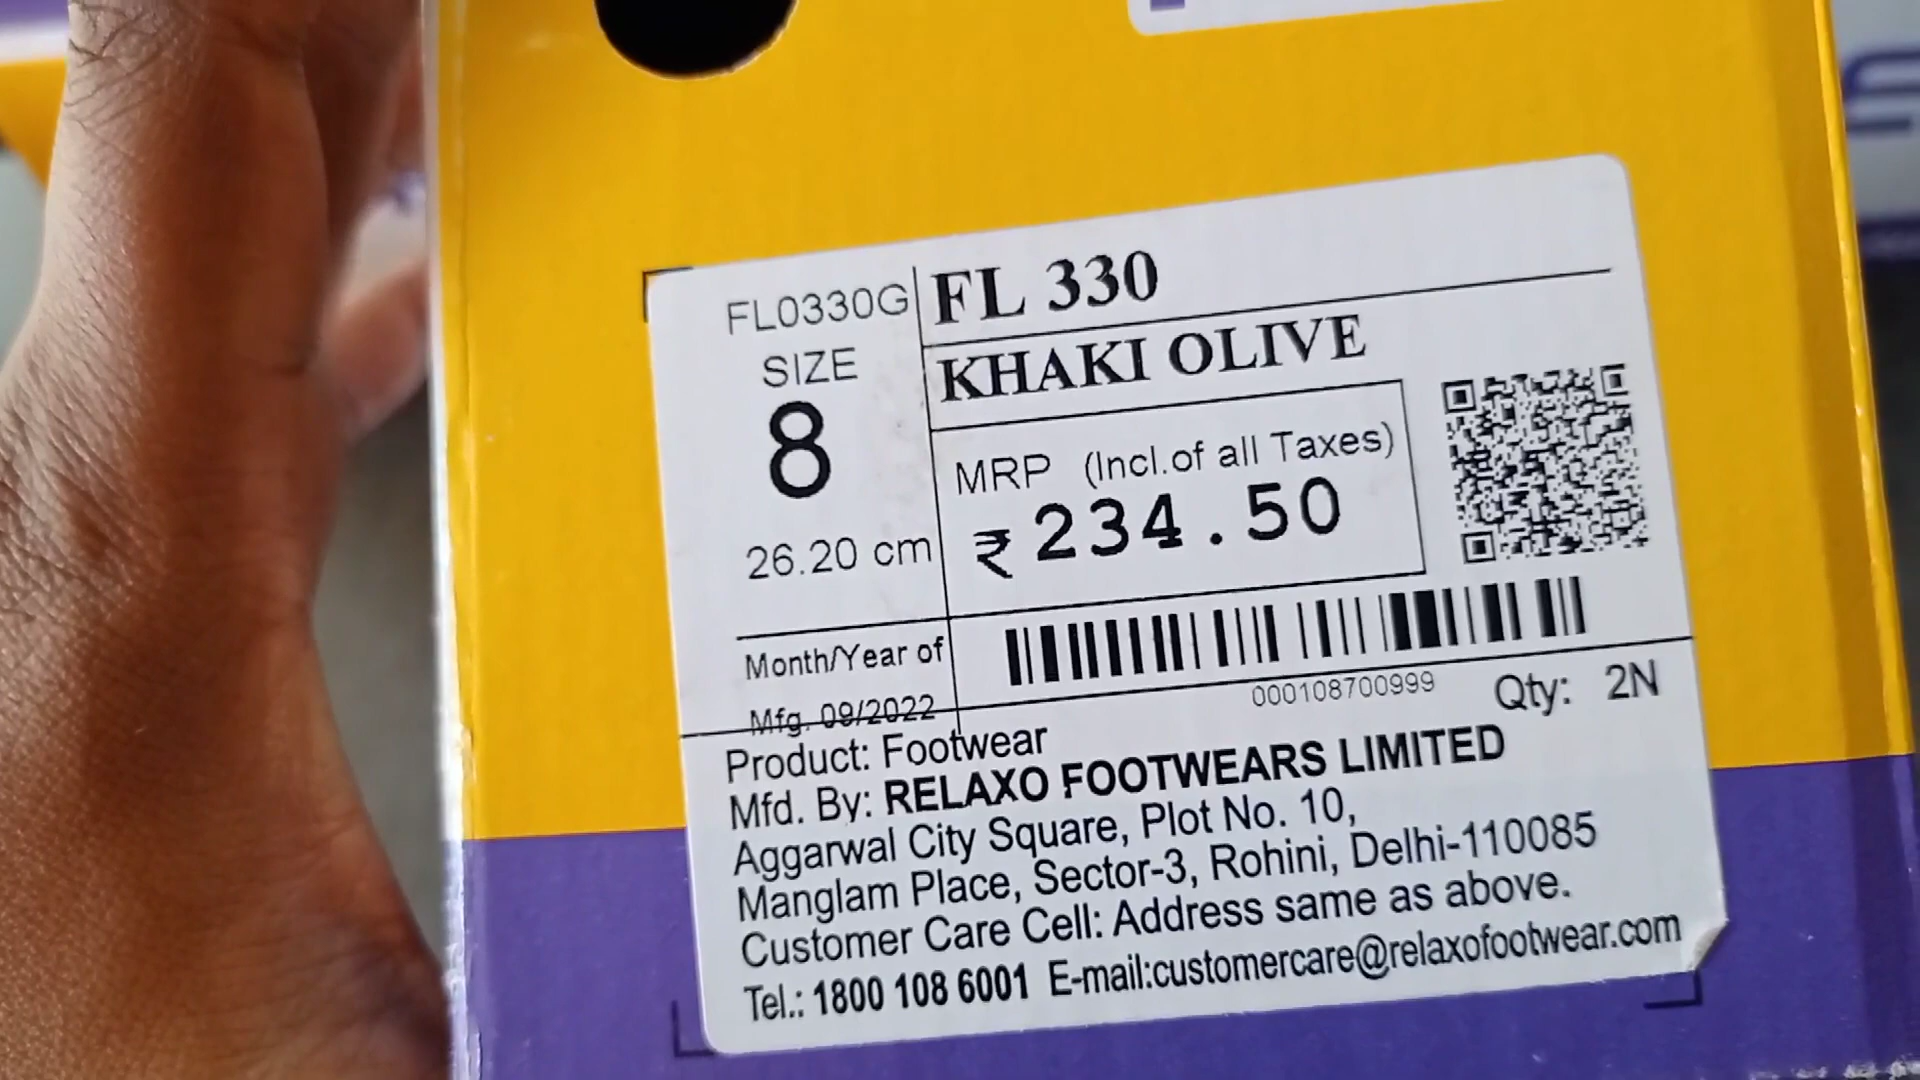 FL0330G
FL 330
KHAKI OLIVE
SIZE
8
26.20 cm
MRP (Incl.of all Taxes)
₹234.50
Month/Year of
Mfg. 09/2022
000108700999
Qty: 2N
Product: Footwear
Mfd. By: RELAXO FOOTWEARS LIMITED
Aggarwal City Square, Plot No. 10,
Manglam Place, Sector-3, Rohini, Delhi-110085
Customer Care Cell: Address same as above.
Tel.: 1800 108 6001 E-mail:customercare@relaxofootwear.com